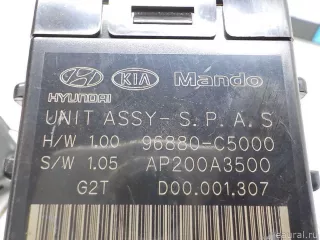 KIA Mando
HYUNDAI
UNIT ASSY- S. P. A. S
H/W 1.00 96880-C5000
S/W 1.05 AP200A3500
G2T D00.001.307